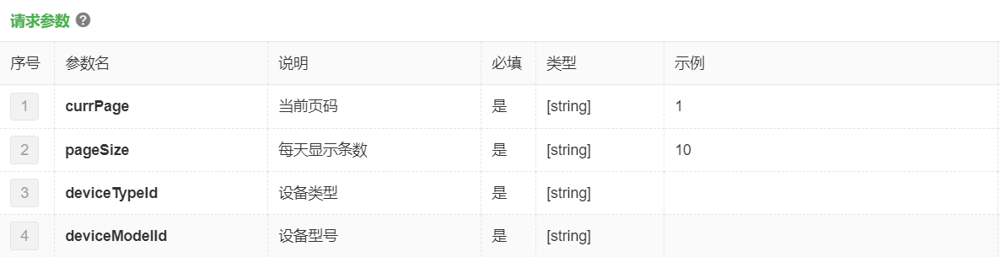 请求参数
序号 参数名 说明 必填 类型 示例
1 currPage 当前页码 是 [string] 1
2 pageSize 每天显示条数 是 [string] 10
3 deviceTypeId 设备类型 是 [string]
4 deviceModelId 设备型号 是 [string]